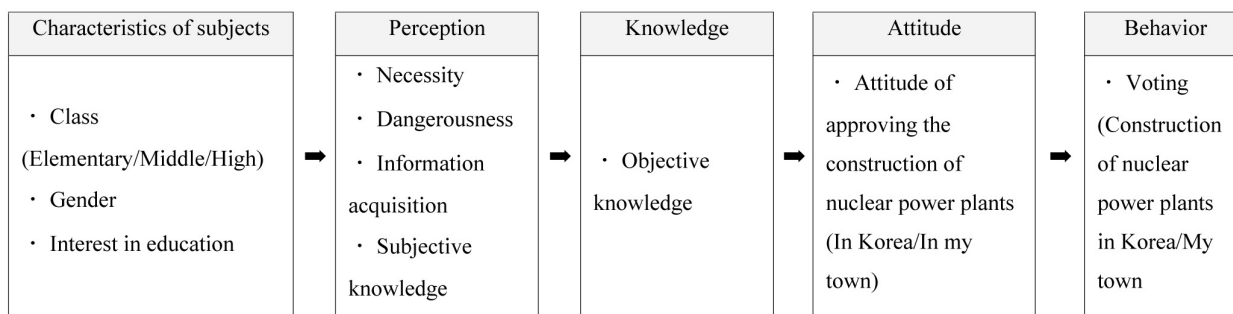 Characteristics of subjects
· Class
(Elementary/Middle/High)
· Gender
· Interest in education
Perception
· Necessity
· Dangerousness
· Information
acquisition
· Subjective
knowledge
Knowledge
· Objective
knowledge
Attitude
· Attitude of
approving the
construction of
nuclear power plants
(In Korea/In my
town)
Behavior
· Voting
(Construction
of nuclear
power plants
in Korea/My
town